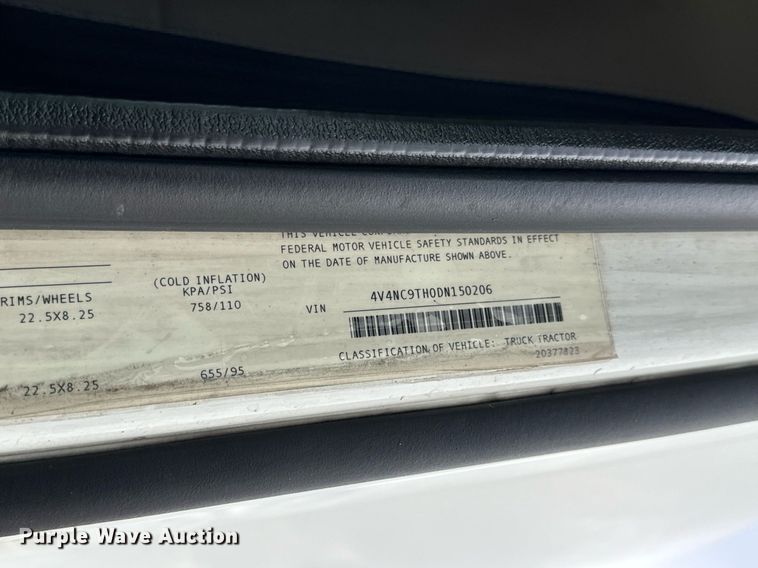 THIS VEHICLE
FEDERAL MOTOR VEHICLE SAFETY STANDARDS IN EFFECT
ON THE DATE OF MANUFACTURE SHOWN ABOVE.
(COLD INFLATION)
RIMS/WHEELS KPA/PSI
22.5X8.25 758/110
VIN 4V4NC9TH0DN150206
CLASSIFICATION OF VEHICLE: TRUCK TRACTOR
20377823
22.5X8.25 655/95
Purple Wave Auction